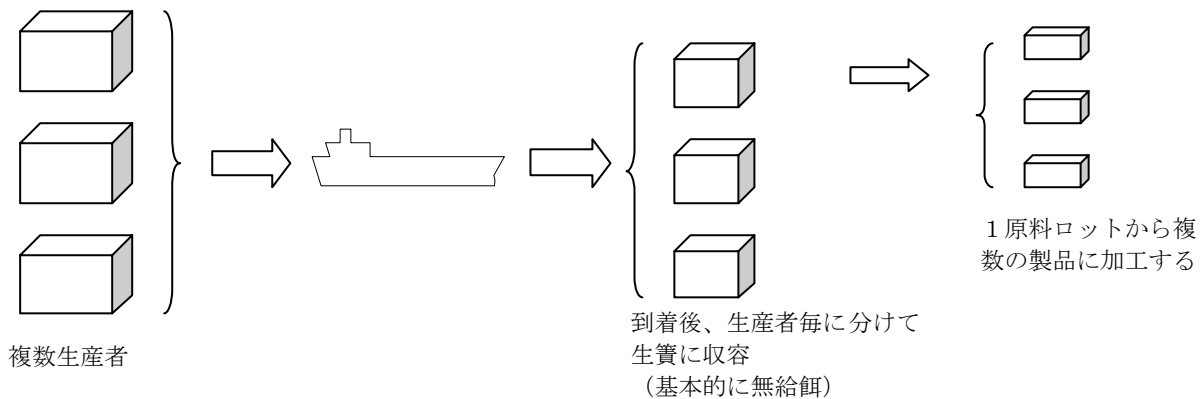 複数生産者
到着後、生産者毎に分けて
生簀に収容
（基本的に無給餌）
１原料ロットから複
数の製品に加工する